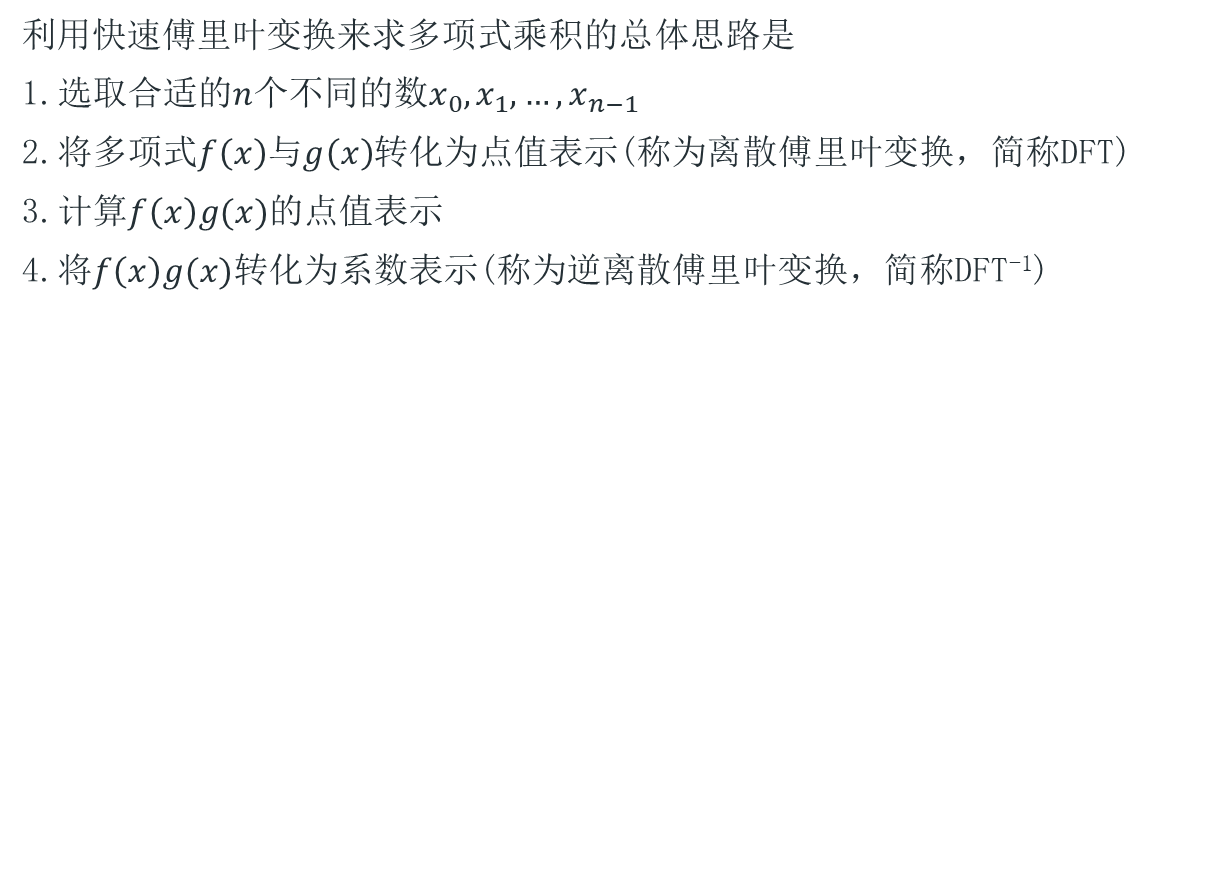 利用快速傅里叶变换来求多项式乘积的总体思路是
1. 选取合适的𝑛个不同的数𝑥₀, 𝑥₁, … , 𝑥ₙ₋₁
2. 将多项式𝑓(𝑥)与𝑔(𝑥)转化为点值表示(称为离散傅里叶变换，简称DFT)
3. 计算𝑓(𝑥)𝑔(𝑥)的点值表示
4. 将𝑓(𝑥)𝑔(𝑥)转化为系数表示(称为逆离散傅里叶变换，简称DFT⁻¹)